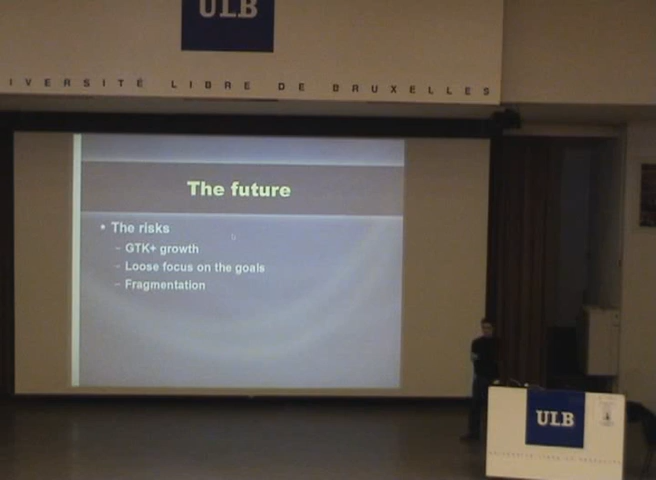 ULB
IVERSITÉ LIBRE DE BRUXELLES
The future
• The risks
– GTK+ growth
– Loose focus on the goals
– Fragmentation
ULB